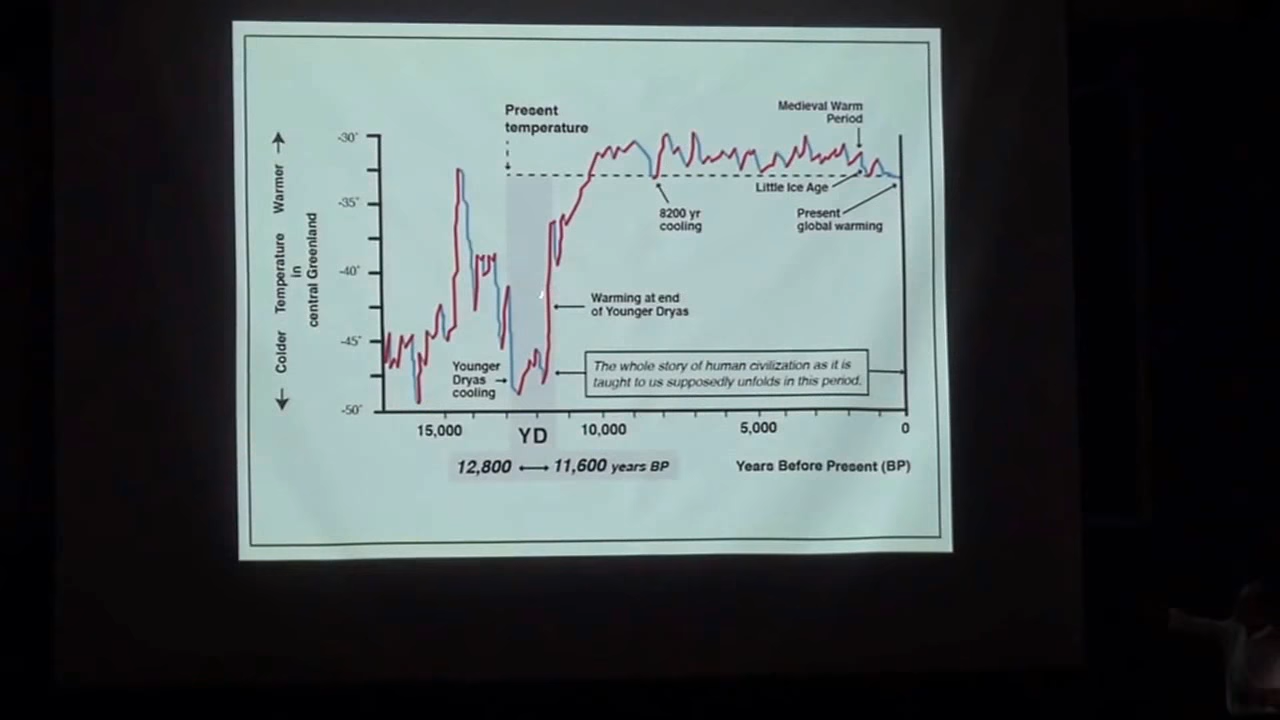 Present
temperature
Medieval Warm
Period
-30°
-35°
-40°
-45°
-50°
Colder Temperature Warmer
in
central Greenland
Little Ice Age
8200 yr
cooling
Present
global warming
Warming at end
of Younger Dryas
Younger
Dryas
cooling
The whole story of human civilization as it is
taught to us supposedly unfolds in this period.
15,000
YD
10,000
5,000
0
12,800 ⟷ 11,600 years BP
Years Before Present (BP)